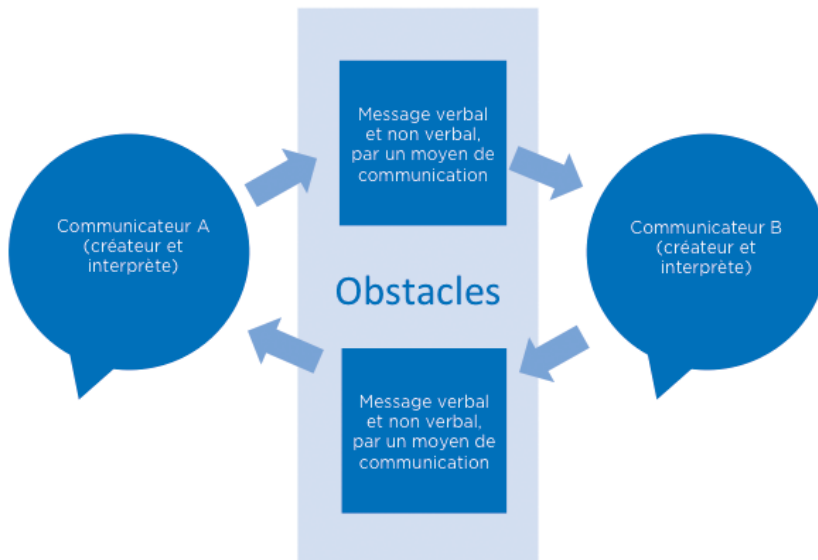 Message verbal
et non verbal,
par un moyen de
communication
Communicateur A
(créateur et
interprète)
Communicateur B
(créateur et
interprète)
Obstacles
Message verbal
et non verbal,
par un moyen de
communication